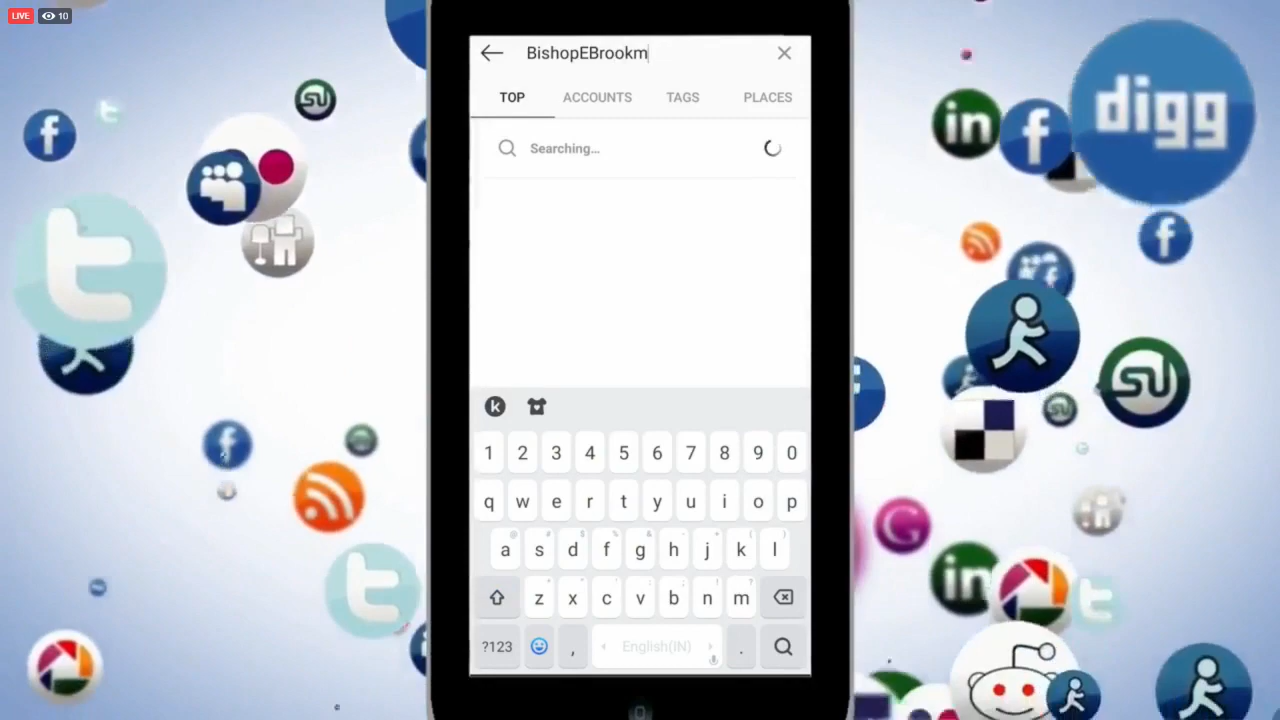 LIVE 10
BishopEBrookm
TOP ACCOUNTS TAGS PLACES
Searching...
digg
in
f
f
f
f
t
t
t
t
SU
SU
SU
in
G
k
1 2 3 4 5 6 7 8 9 0
q w e r t y u i o p
a s d f g h j k l
z x c v b n m
?123 , English(IN) .